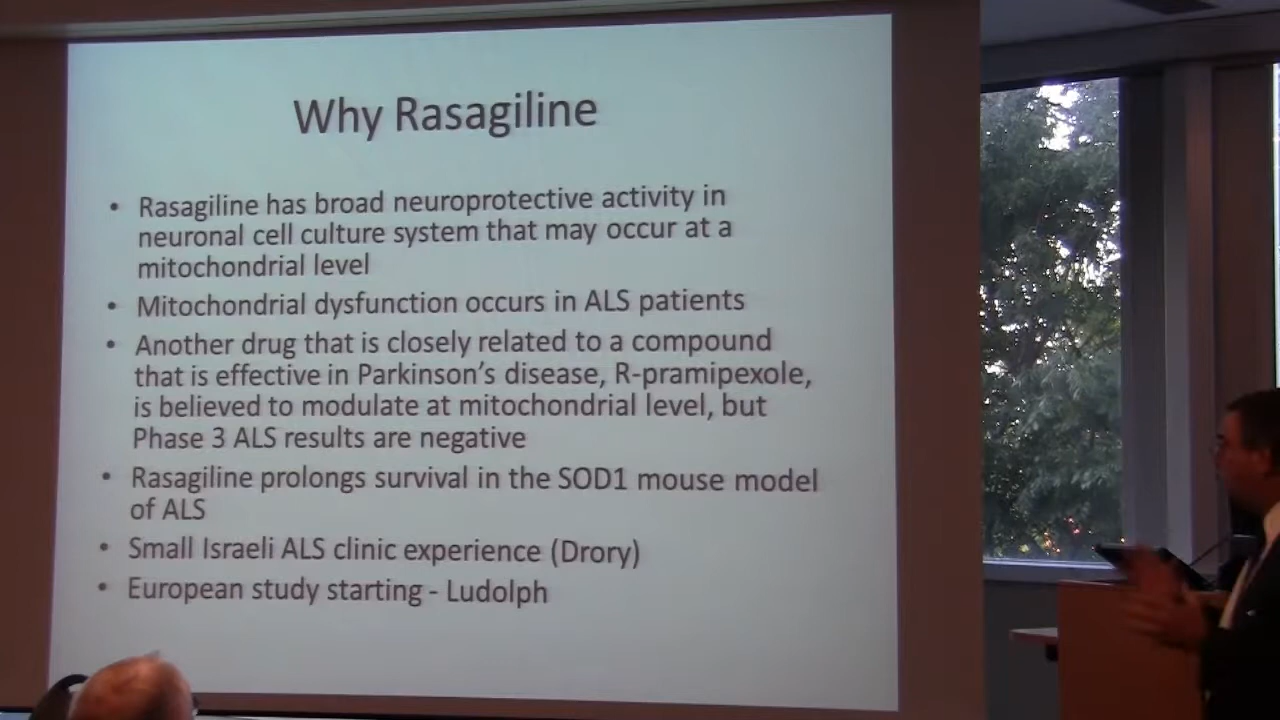 Why Rasagiline
• Rasagiline has broad neuroprotective activity in
neuronal cell culture system that may occur at a
mitochondrial level
• Mitochondrial dysfunction occurs in ALS patients
• Another drug that is closely related to a compound
that is effective in Parkinson's disease, R-pramipexole,
is believed to modulate at mitochondrial level, but
Phase 3 ALS results are negative
• Rasagiline prolongs survival in the SOD1 mouse model
of ALS
• Small Israeli ALS clinic experience (Drory)
• European study starting - Ludolph